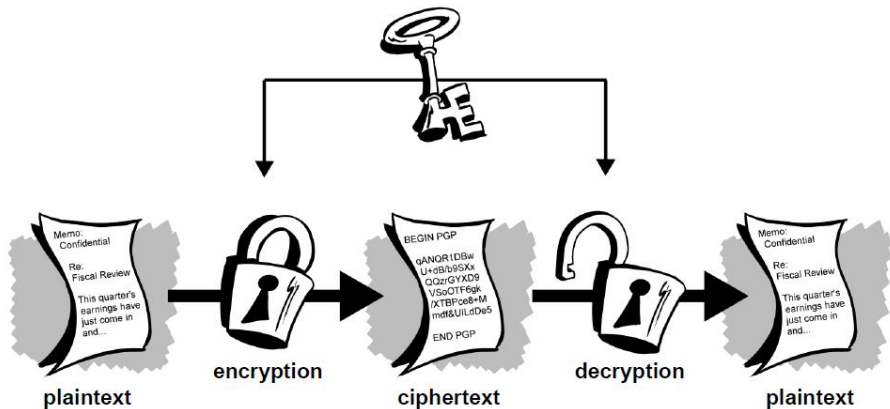 Memo:
Confidential
Re:
Fiscal Review
This quarter's
earnings have
just come in
and...
BEGIN PGP
qANQR1DBw
U+dB/b9SXx
QQzrGYXD9
VSoOTF6gk
/XTBPce8+M
mdf&UILdDe5
END PGP
Memo:
Confidential
Re:
Fiscal Review
This quarter's
earnings have
just come in
and...
plaintext
encryption
ciphertext
decryption
plaintext